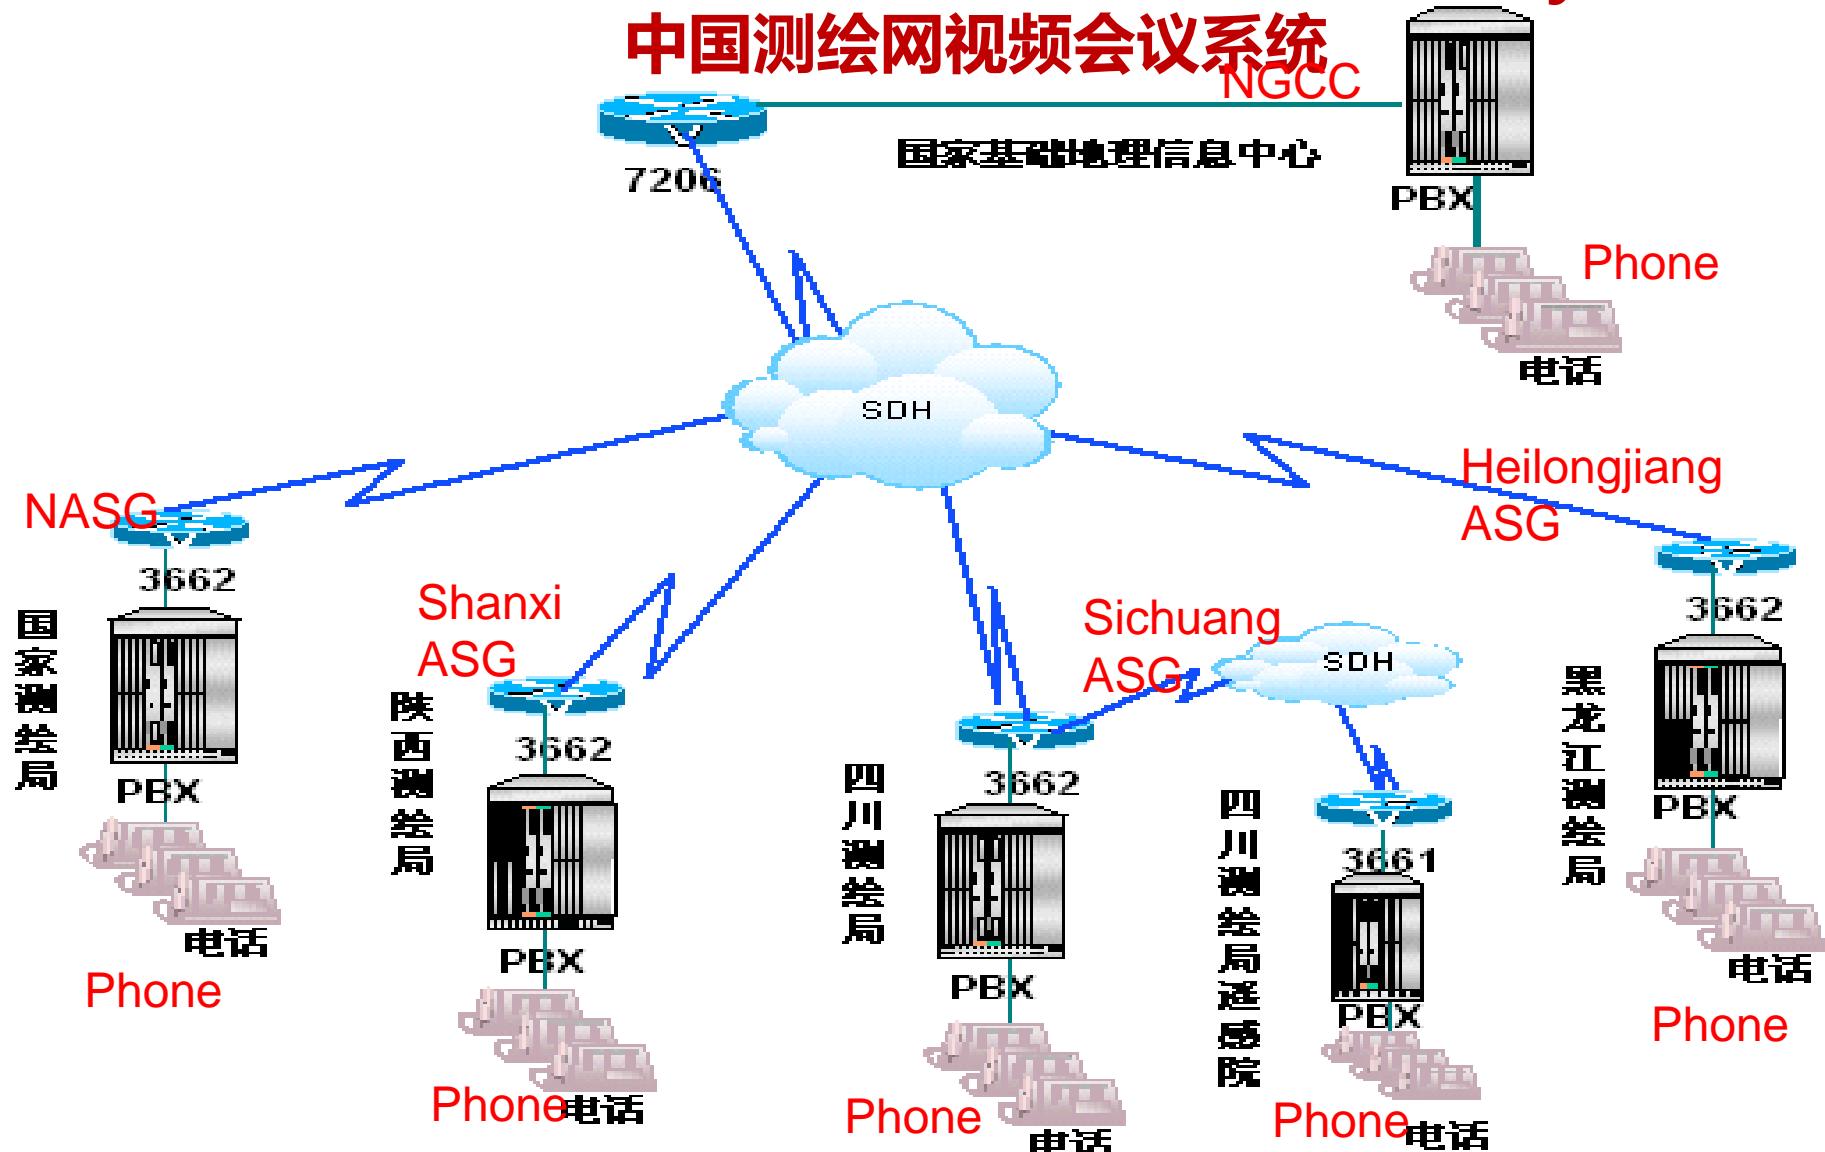 中国测绘网视频会议系统
NGCC
国家基础地理信息中心
7206
PBX
Phone
电话
SDH
NASG
3662
国家测绘局
PBX
电话
Phone
Shanxi
ASG
陕西测绘局
3662
PBX
Phone
电话
Sichuang
ASG
四川测绘局
3662
PBX
Phone
电话
SDH
四川测绘局遥感院
3661
PBX
Phone
电话
Heilongjiang
ASG
黑龙江测绘局
3662
PBX
电话
Phone